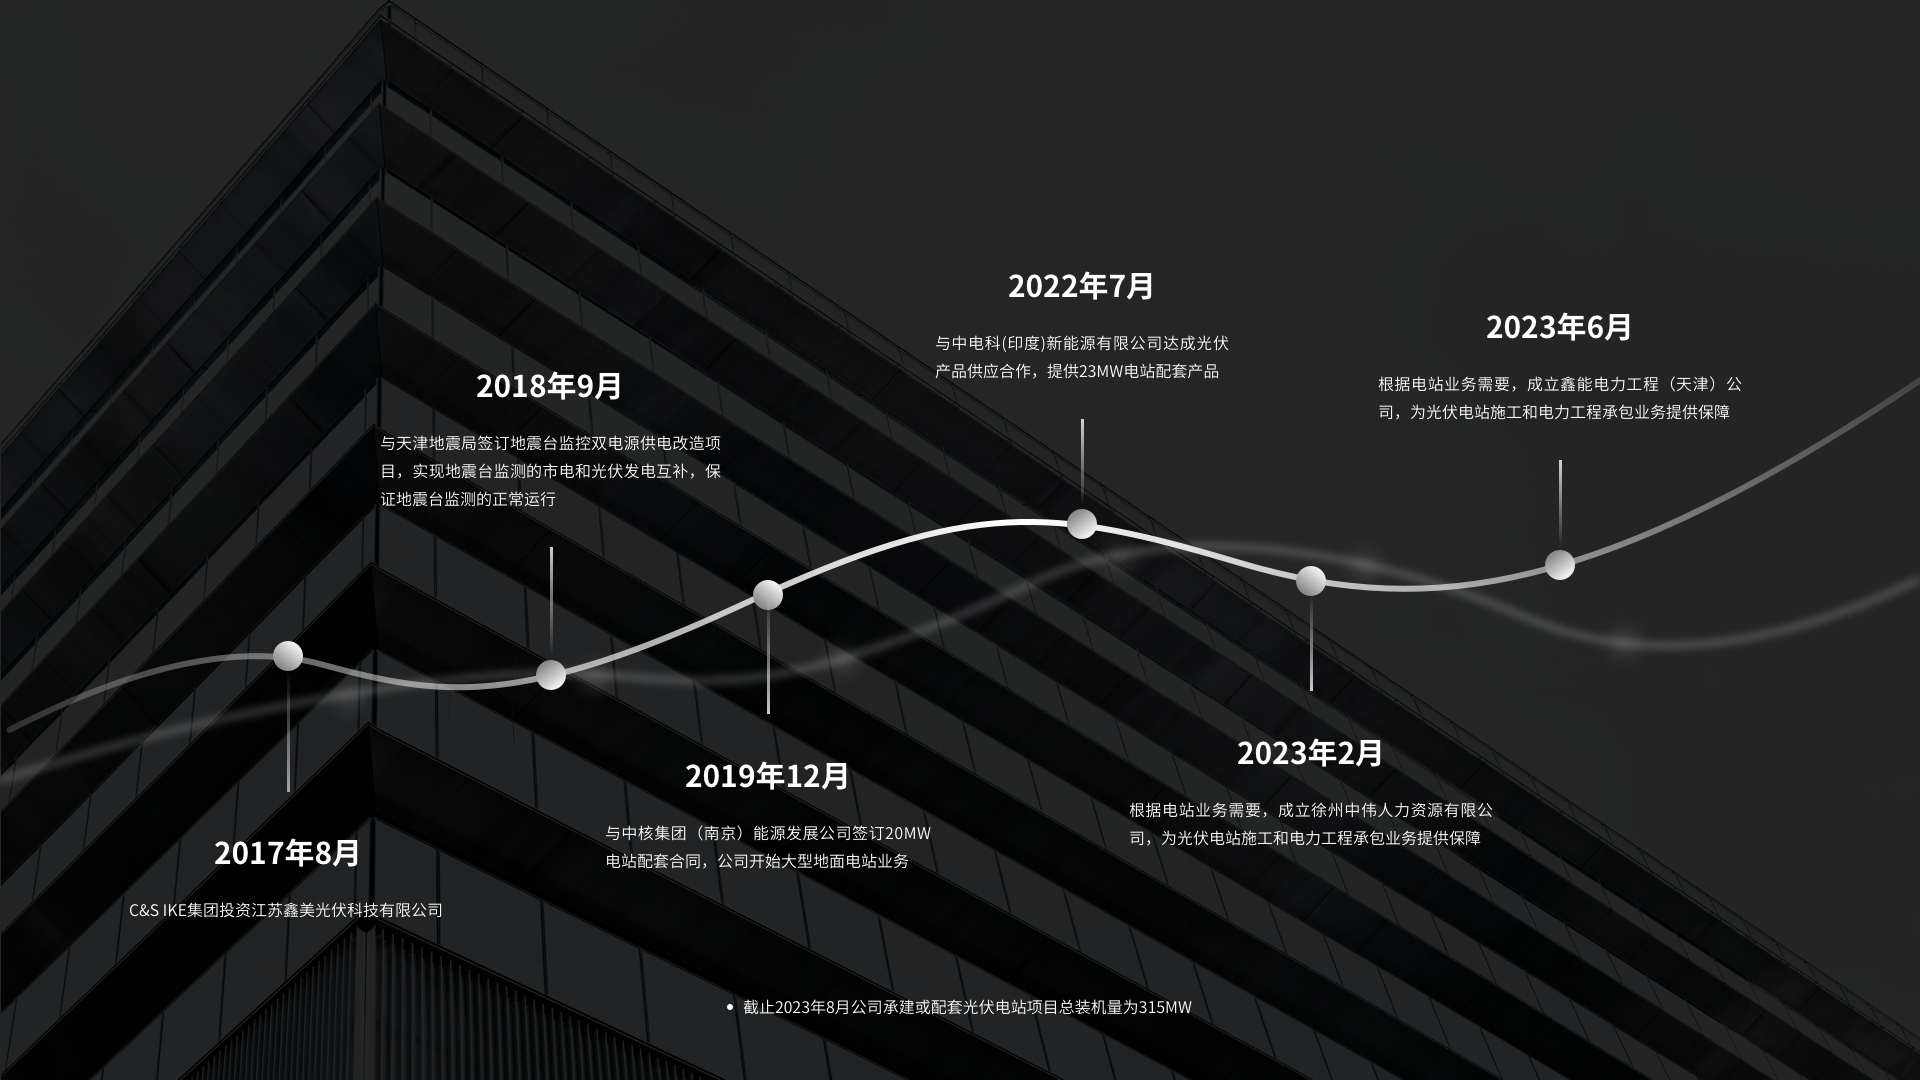 2017年8月
C&S IKE集团投资江苏鑫美光伏科技有限公司
2018年9月
与天津地震局签订地震台监控双电源供电改造项
目，实现地震台监测的市电和光伏发电互补，保
证地震台监测的正常运行
2019年12月
与中核集团（南京）能源发展公司签订20MW
电站配套合同，公司开始大型地面电站业务
2022年7月
与中电科(印度)新能源有限公司达成光伏
产品供应合作，提供23MW电站配套产品
2023年2月
根据电站业务需要，成立徐州中伟人力资源有限公
司，为光伏电站施工和电力工程承包业务提供保障
2023年6月
根据电站业务需要，成立鑫能电力工程（天津）公
司，为光伏电站施工和电力工程承包业务提供保障
• 截止2023年8月公司承建或配套光伏电站项目总装机量为315MW